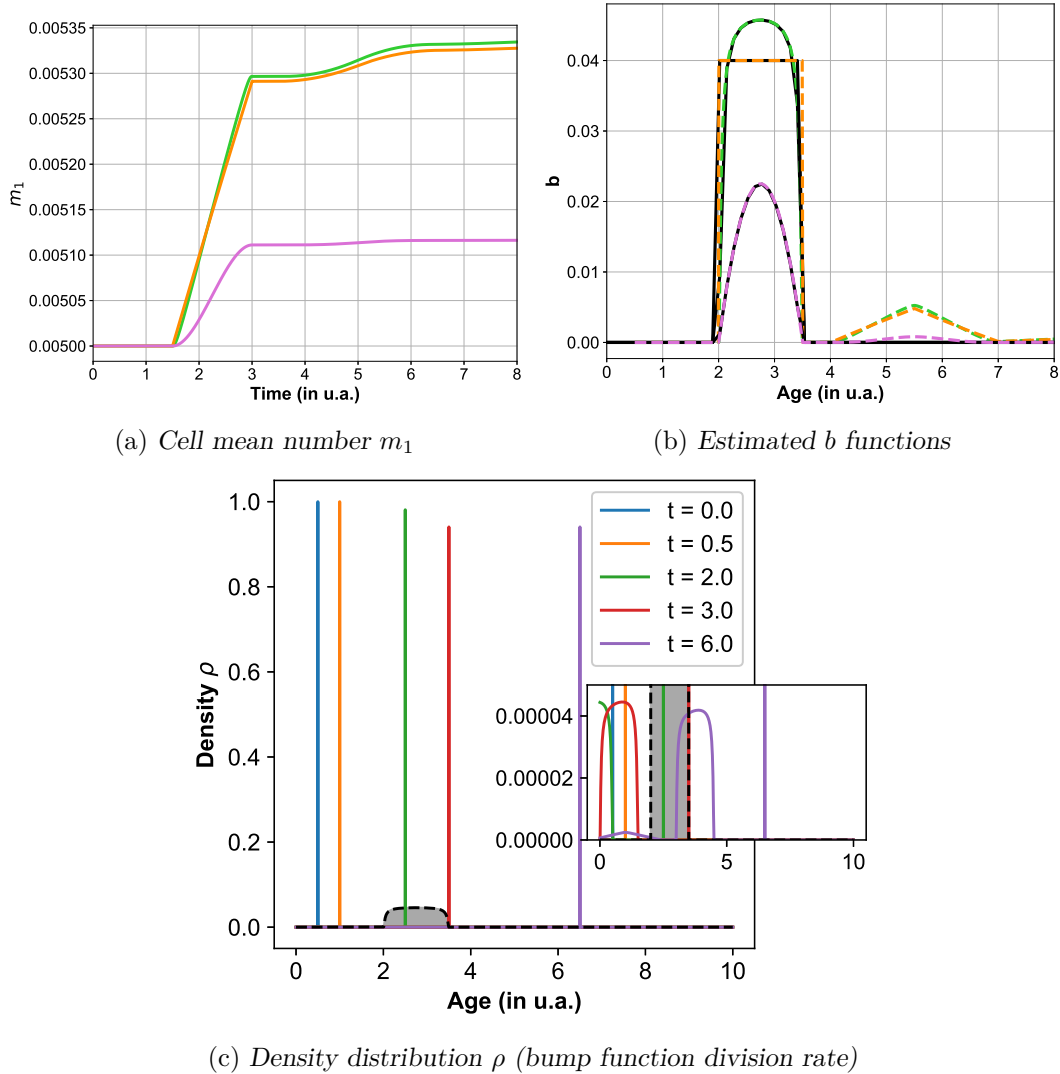 0.00535
0.00530
0.00525
0.00520
0.00515
0.00510
0.00505
0.00500
m₁
0 1 2 3 4 5 6 7 8
Time (in u.a.)
(a) Cell mean number m₁
0.04
0.03
0.02
0.01
0.00
b
0 1 2 3 4 5 6 7 8
Age (in u.a.)
(b) Estimated b functions
1.0
0.8
0.6
0.4
0.2
0.0
Density ρ
t = 0.0
t = 0.5
t = 2.0
t = 3.0
t = 6.0
0.00004
0.00002
0.00000
0 5 10
0 2 4 6 8 10
Age (in u.a.)
(c) Density distribution ρ (bump function division rate)